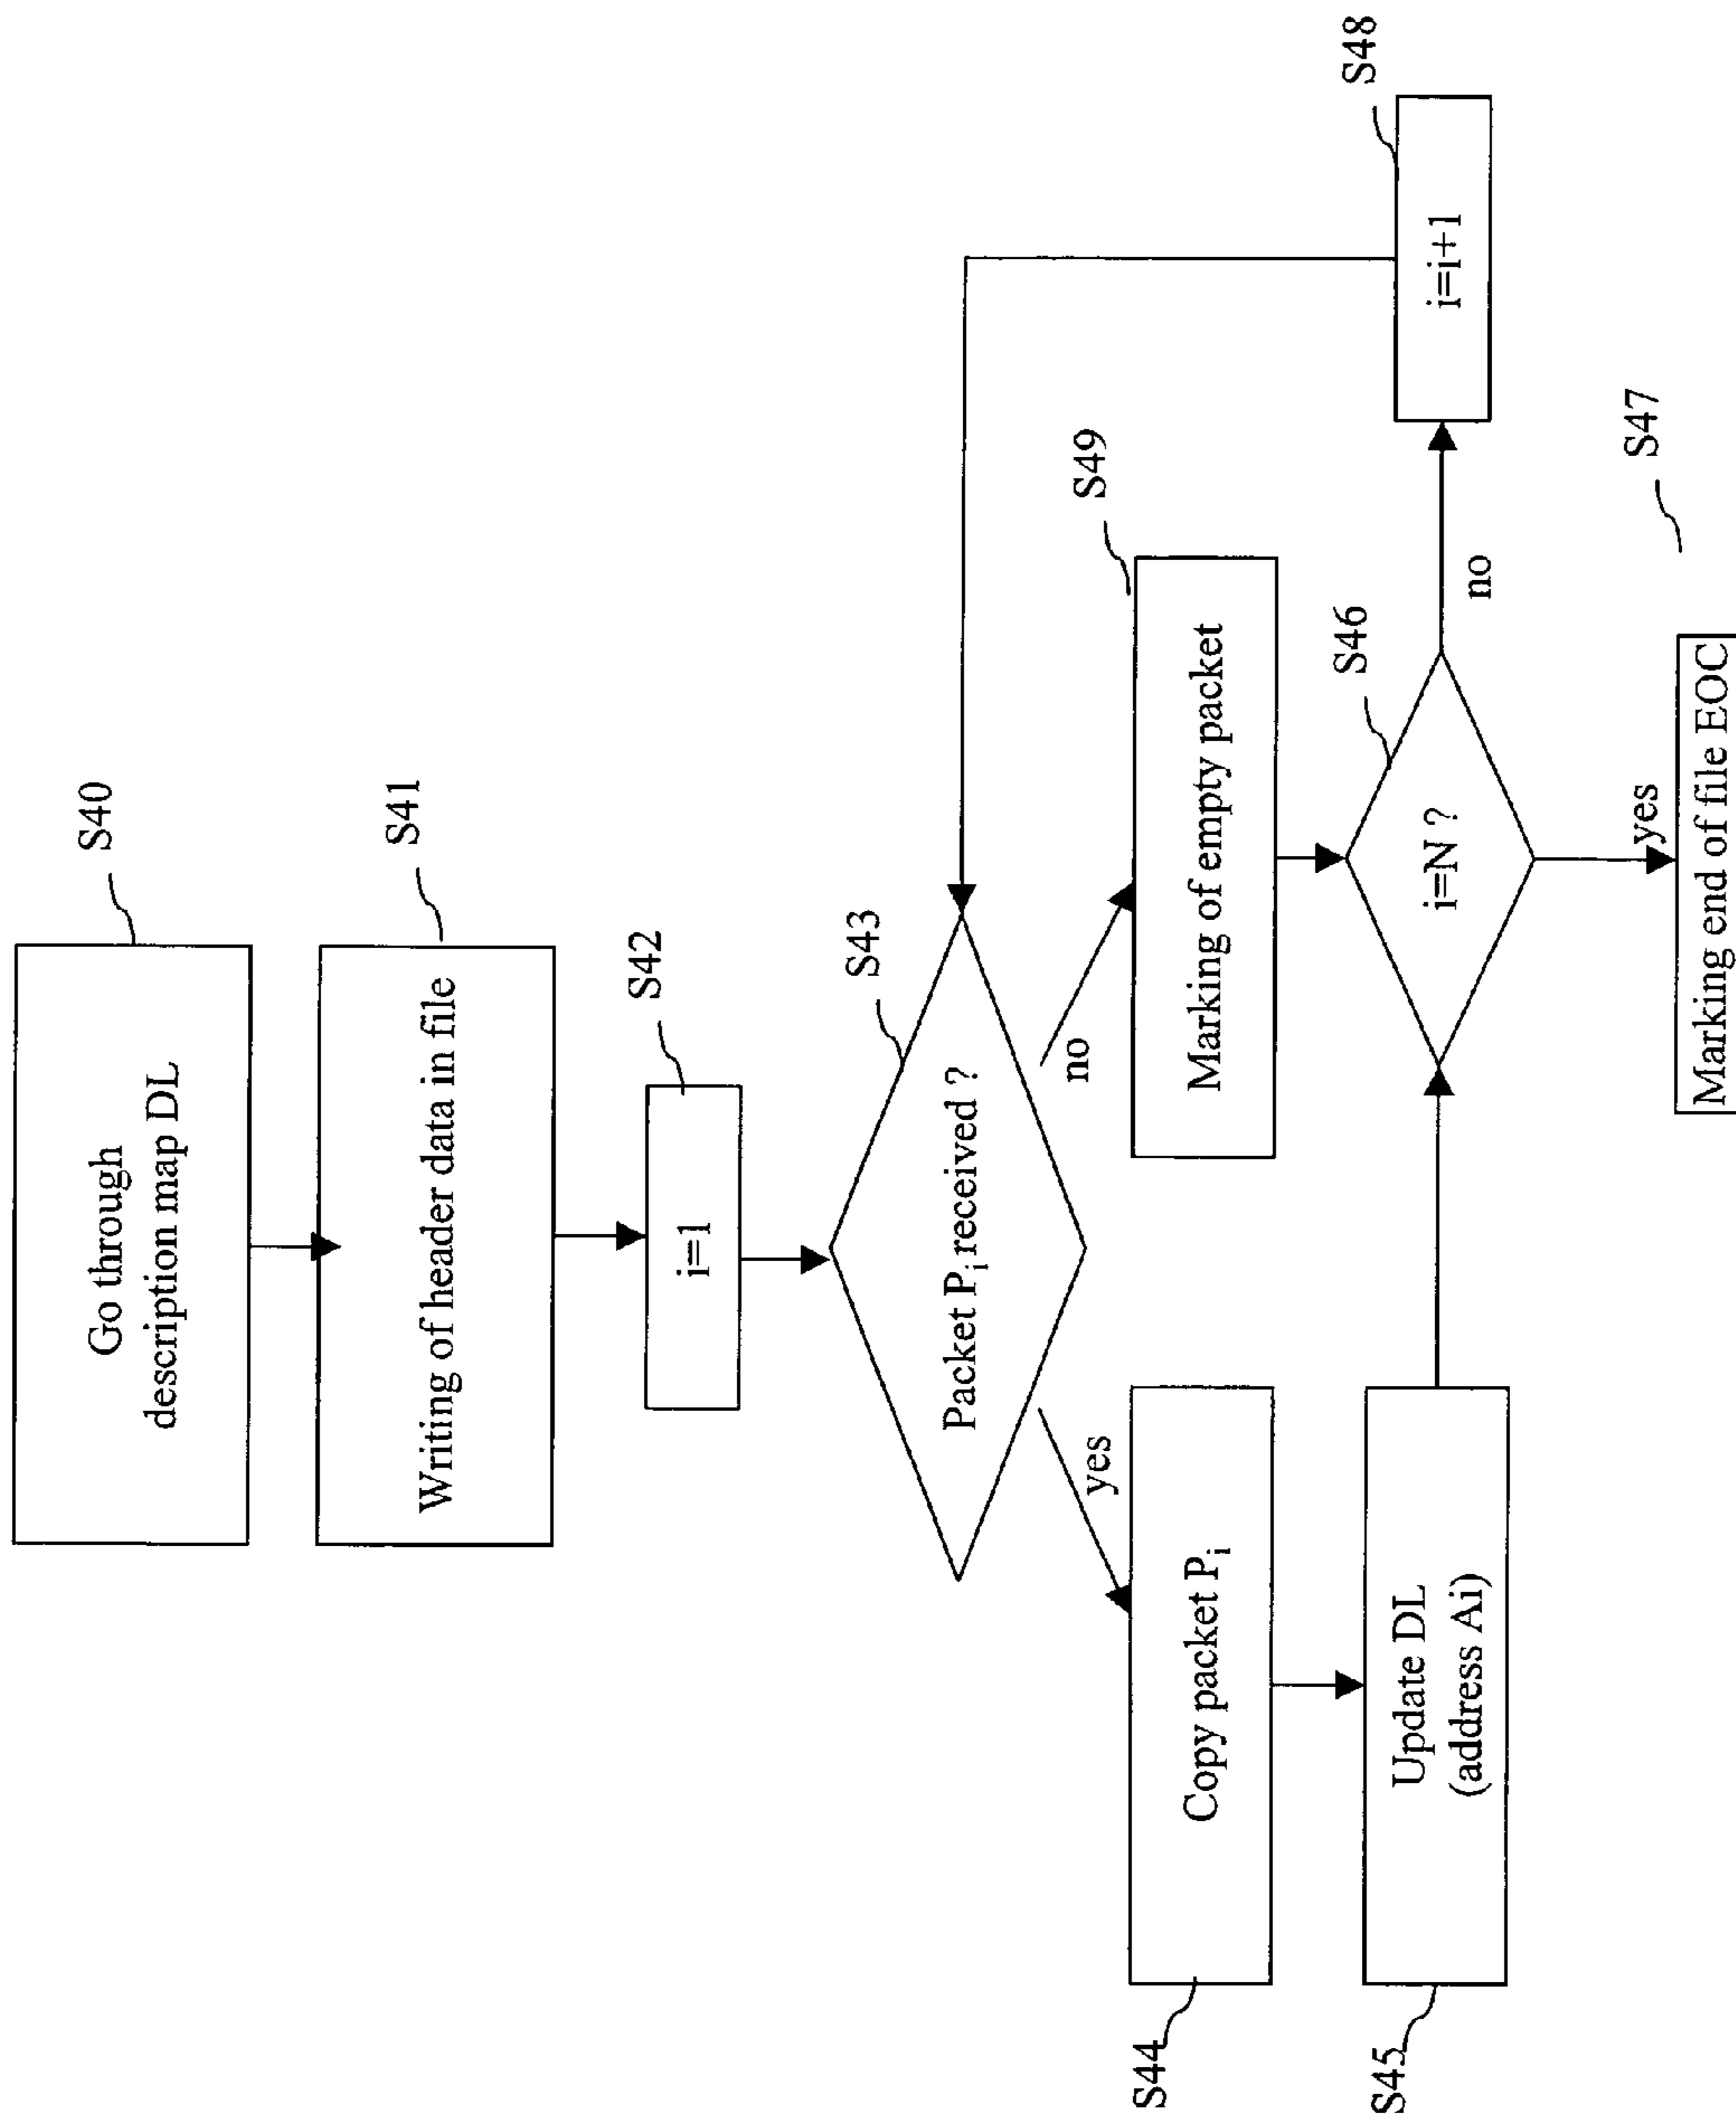 Go through
description map DL
S40
Writing of header data in file
S41
i=1
S42
Packet Pi received ?
S43
yes
no
Copy packet Pi
S44
Marking of empty packet
S49
Update DL
(address Ai)
S45
i=N ?
S46
no
i=i+1
S48
yes
Marking end of file EOC
S47